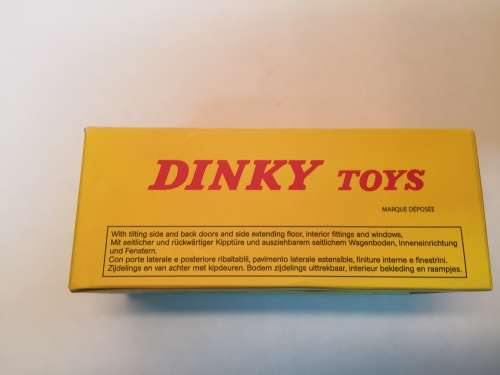 DINKY TOYS
MARQUE DÉPOSÉE
With tilting side and back doors and side extending floor, interior fittings and windows,
Mit seitlicher und rückwärtiger Kipptüre und ausziehbarem seitlichem Wagenboden, Inneneinrichtung
und Fenstern.
Con porte laterale e posteriore ribaltabili, pavimento laterale estensible, finiture interne e finestrini.
Zijdelings en van achter met kipdeuren. Bodem zijdelings uittrekbaar, interieur bekleding en raampjes.